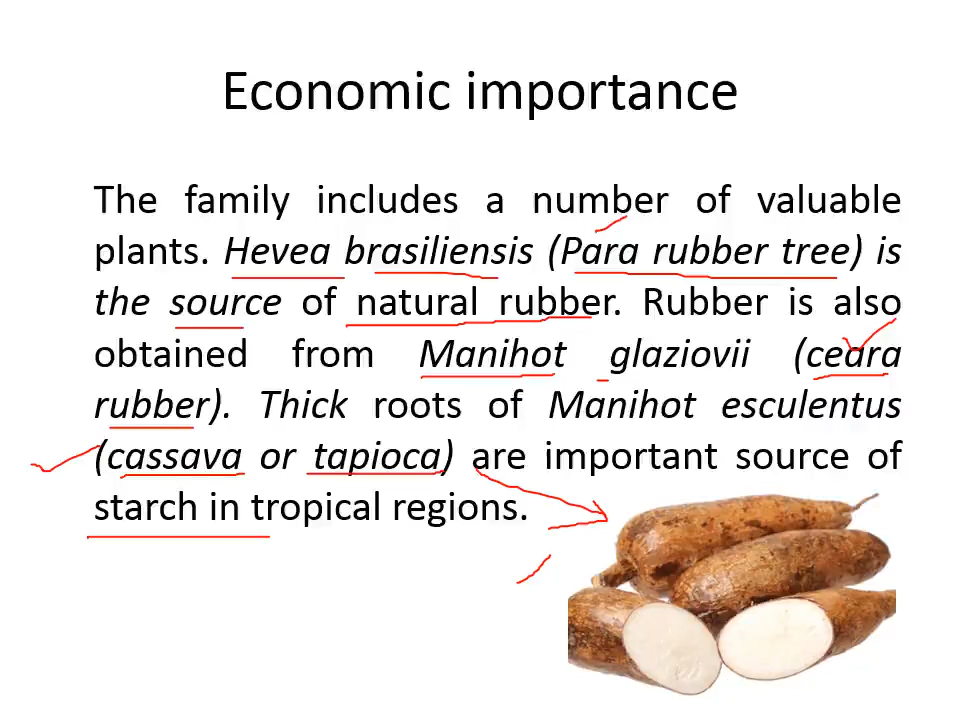 Economic importance
The family includes a number of valuable
plants. Hevea brasiliensis (Para rubber tree) is
the source of natural rubber. Rubber is also
obtained from Manihot glaziovii (ceara
rubber). Thick roots of Manihot esculentus
(cassava or tapioca) are important source of
starch in tropical regions.